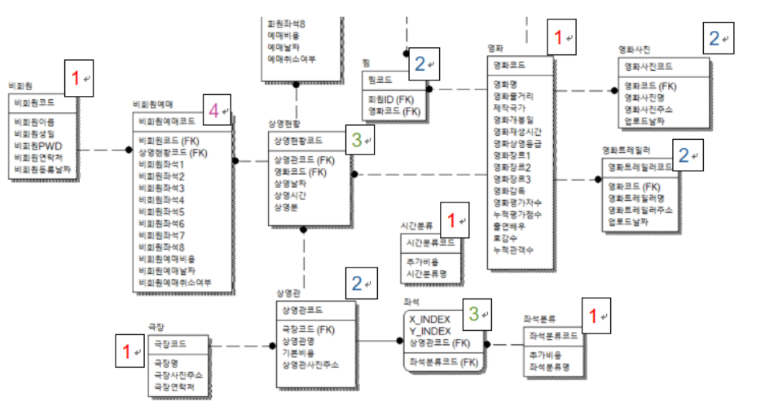 회원좌석8
예매비용
예매날짜
예매취소여부
비회원
1
비회원코드
비회원이름
비회원생일
비회원PWD
비회원연락처
비회원등록날짜
비회원예매
4
비회원예매코드
비회원코드 (FK)
상영현황코드 (FK)
비회원좌석1
비회원좌석2
비회원좌석3
비회원좌석4
비회원좌석5
비회원좌석6
비회원좌석7
비회원좌석8
비회원예매비용
비회원예매날짜
비회원예매취소여부
상영현황
3
상영현황코드
상영관코드 (FK)
영화코드 (FK)
상영날짜
상영시간
상영분
찜
2
찜코드
회원ID (FK)
영화코드 (FK)
영화
1
영화코드
영화명
영화줄거리
제작국가
영화개봉일
영화재생시간
영화상영등급
영화장르1
영화장르2
영화장르3
영화감독
영화평가자수
누적평가점수
출연배우
호감수
누적관객수
영화사진
2
영화사진코드
영화코드 (FK)
영화사진명
영화사진주소
업로드날짜
영화트레일러
2
영화트레일러코드
영화코드 (FK)
영화트레일러명
영화트레일러주소
업로드날짜
시간분류
1
시간분류코드
추가비용
시간분류명
상영관
2
상영관코드
극장코드 (FK)
상영관명
기본비용
상영관사진주소
좌석
3
X_INDEX
Y_INDEX
상영관코드 (FK)
좌석분류코드 (FK)
좌석분류
1
좌석분류코드
추가비용
좌석분류명
극장
1
극장코드
극장명
극장사진주소
극장연락처